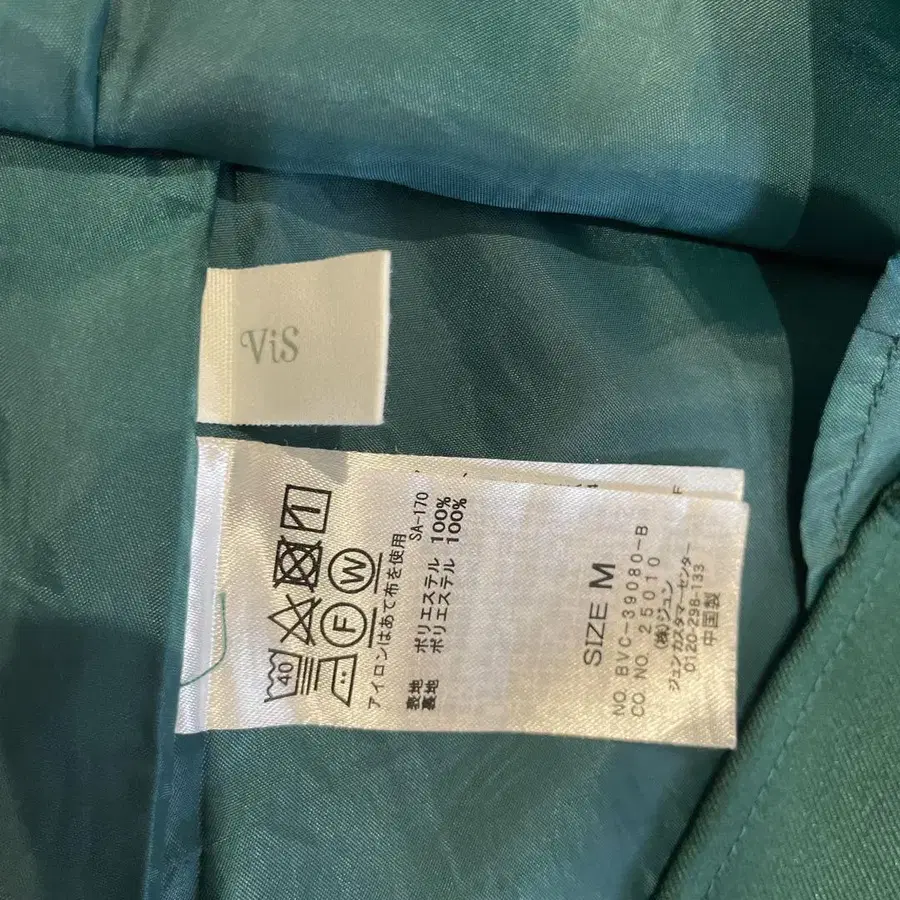 ViS
40
F
W
アイロンはあて布を使用
SA-170
表地 ポリエステル 100%
裏地 ポリエステル 100%
SIZE M
NO. BVC-39080-B
CO. NO. 25010
(株)ジュン
ジュンカスタマーセンター
0120-298-133
中国製